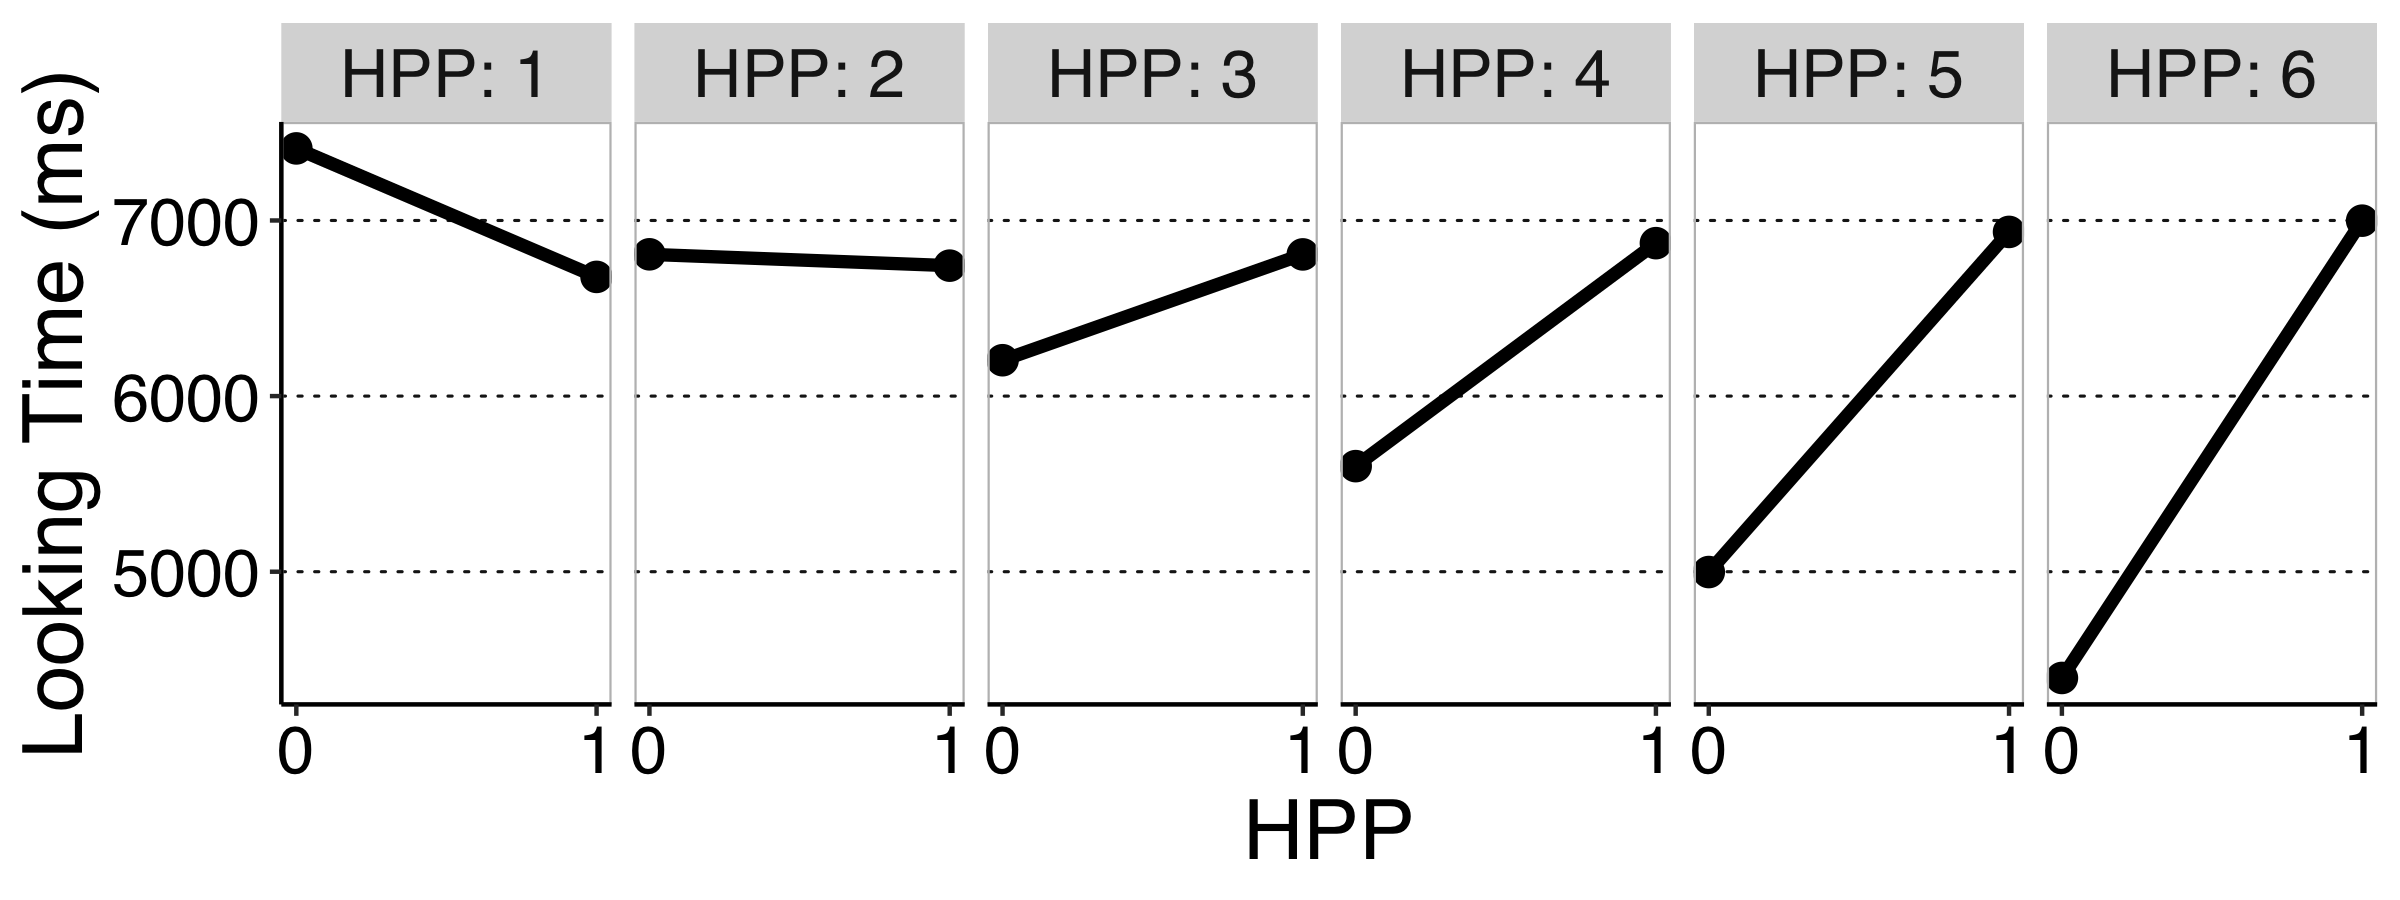 HPP: 1 HPP: 2 HPP: 3 HPP: 4 HPP: 5 HPP: 6
Looking Time (ms)
7000
6000
5000
0 1 0 1 0 1 0 1 0 1 0 1
HPP